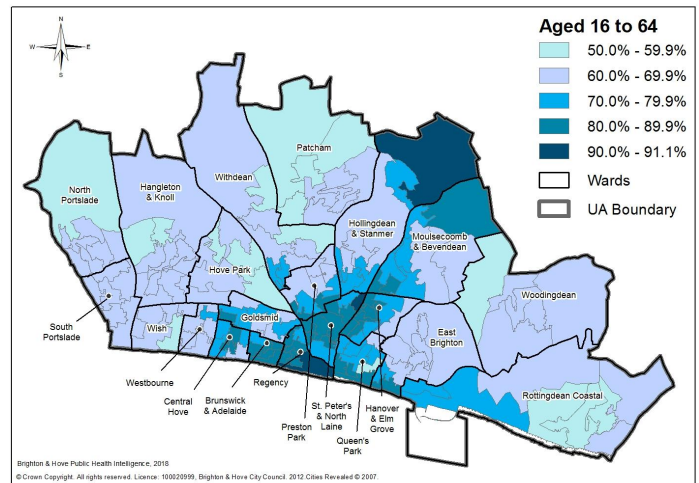 N
W
E
S
Aged 16 to 64
50.0% - 59.9%
60.0% - 69.9%
70.0% - 79.9%
80.0% - 89.9%
90.0% - 91.1%
Wards
UA Boundary
Patcham
Withdean
North
Portslade
Hangleton
& Knoll
Hollingdean
& Stanmer
Moulsecoomb
& Bevendean
Hove Park
Woodingdean
Goldsmid
South
Portslade
Wish
East
Brighton
Westbourne
Central
Hove
Brunswick
& Adelaide
Regency
Preston
Park
St. Peter's
& North
Laine
Queen's
Park
Hanover
& Elm
Grove
Rottingdean Coastal
Brighton & Hove Public Health Intelligence, 2018
© Crown Copyright. All rights reserved. Licence: 100020999, Brighton & Hove City Council. 2012.Cities Revealed © 2007.